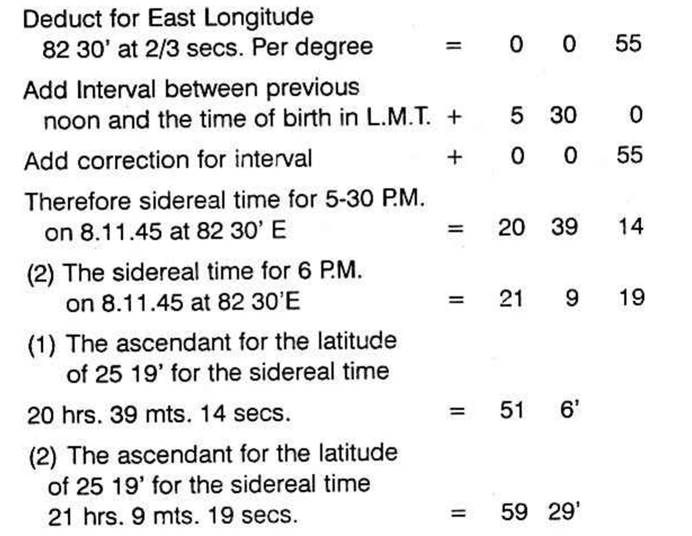 Deduct for East Longitude
82 30' at 2/3 secs. Per degree = 0 0 55
Add Interval between previous
noon and the time of birth in L.M.T. + 5 30 0
Add correction for interval + 0 0 55
Therefore sidereal time for 5-30 P.M.
on 8.11.45 at 82 30' E = 20 39 14
(2) The sidereal time for 6 P.M.
on 8.11.45 at 82 30'E = 21 9 19
(1) The ascendant for the latitude
of 25 19' for the sidereal time
20 hrs. 39 mts. 14 secs. = 51 6'
(2) The ascendant for the latitude
of 25 19' for the sidereal time
21 hrs. 9 mts. 19 secs. = 59 29'